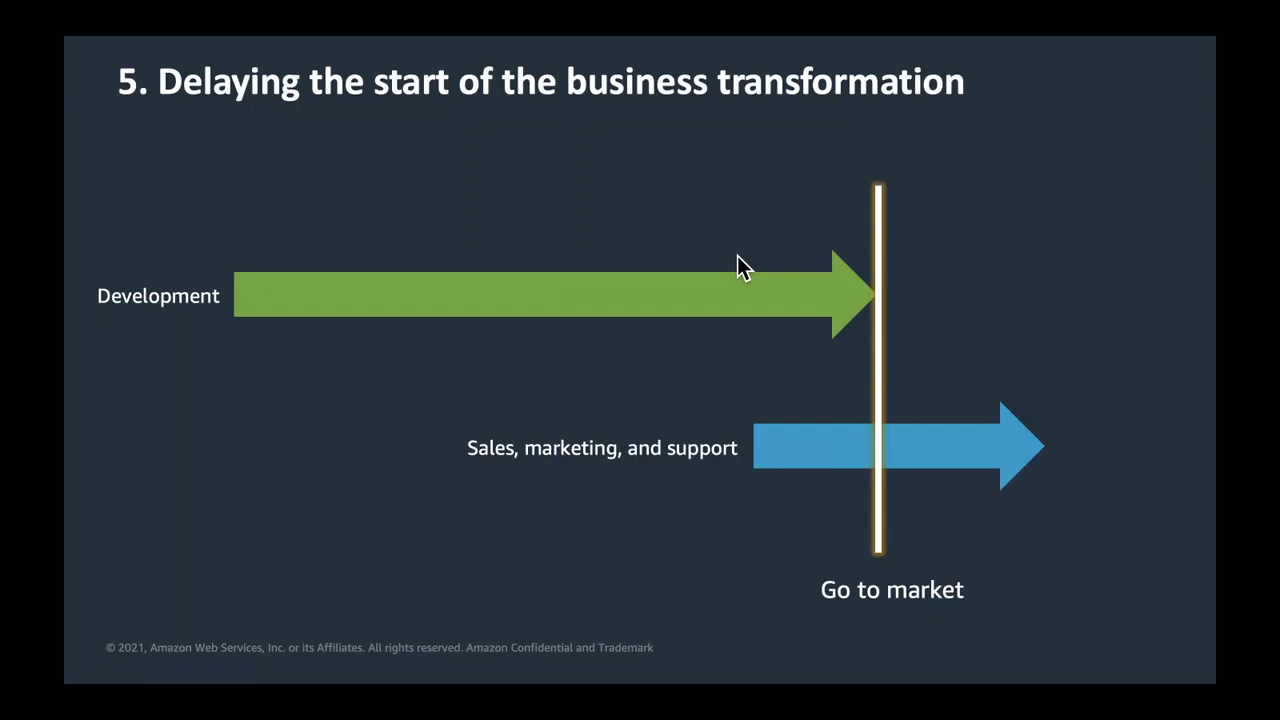 5. Delaying the start of the business transformation
Development
Sales, marketing, and support
Go to market
© 2021, Amazon Web Services, Inc. or its Affiliates. All rights reserved. Amazon Confidential and Trademark